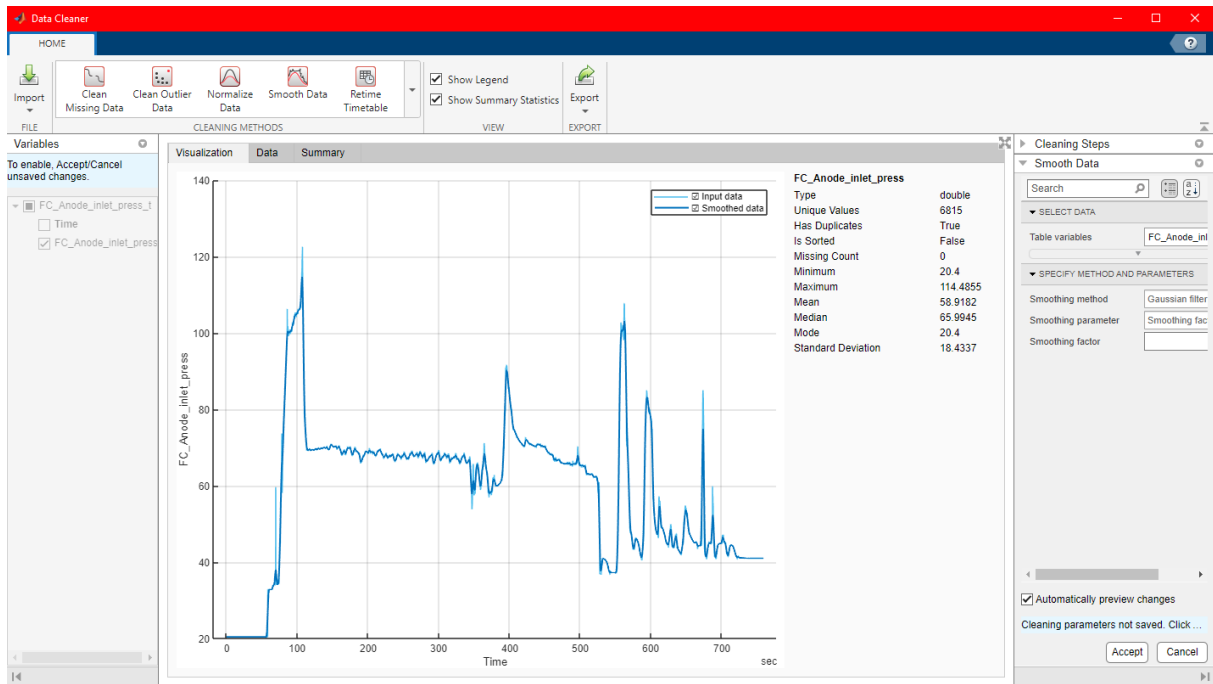 Data Cleaner
HOME
?
Import
Clean Missing Data
Clean Outlier Data
Normalize Data
Smooth Data
Retime Timetable
Show Legend
Show Summary Statistics
Export
FILE
CLEANING METHODS
VIEW
EXPORT
Variables
To enable, Accept/Cancel
unsaved changes.
FC_Anode_inlet_press_t
Time
FC_Anode_inlet_press
Visualization Data Summary
140
120
100
80
60
40
20
FC_Anode_inlet_press
0 100 200 300 400 500 600 700
Time
sec
Input data
Smoothed data
FC_Anode_inlet_press
Type double
Unique Values 6815
Has Duplicates True
Is Sorted False
Missing Count 0
Minimum 20.4
Maximum 114.4855
Mean 58.9182
Median 65.9945
Mode 20.4
Standard Deviation 18.4337
Cleaning Steps
Smooth Data
Search
SELECT DATA
Table variables FC_Anode_inl
SPECIFY METHOD AND PARAMETERS
Smoothing method Gaussian filter
Smoothing parameter Smoothing fac
Smoothing factor
Automatically preview changes
Cleaning parameters not saved. Click ...
Accept Cancel